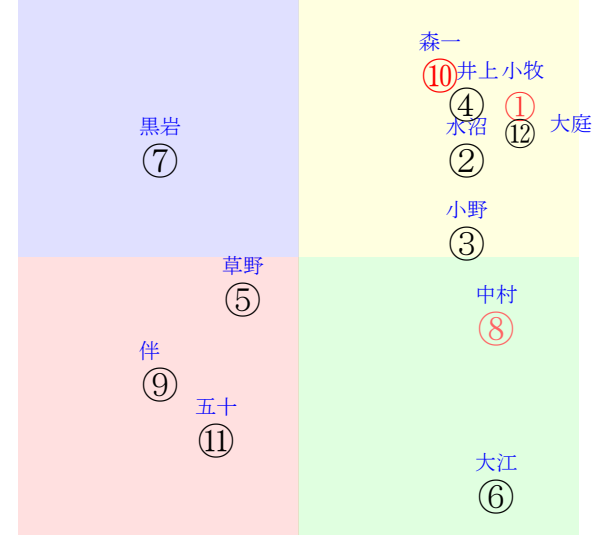 森一
⑩
井上
小牧
④
①
水沼
⑫
大庭
黒岩
⑦
②
小野
③
草野
⑤
中村
⑧
伴
⑨
五十
⑪
大江
⑥